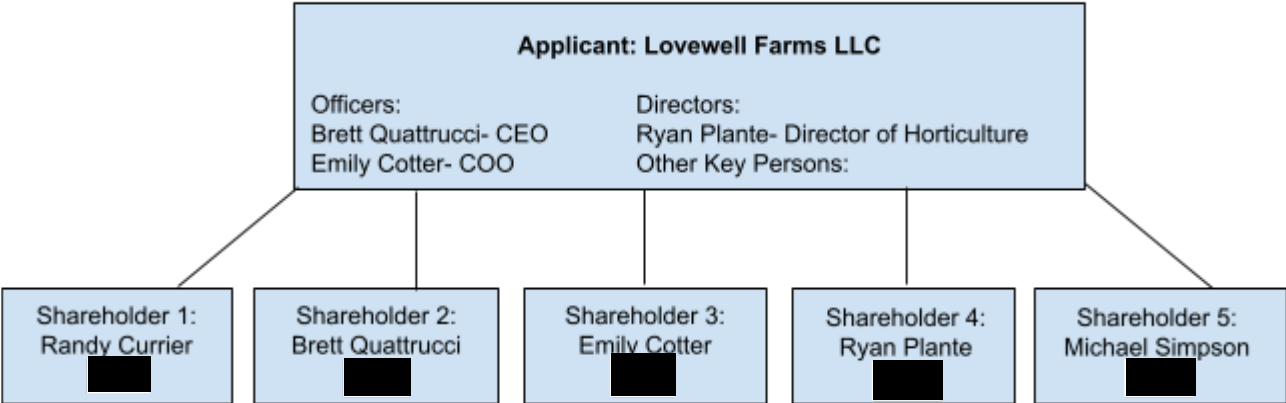 Applicant: Lovewell Farms LLC
Officers:
Brett Quattrucci- CEO
Emily Cotter- COO
Directors:
Ryan Plante- Director of Horticulture
Other Key Persons:
Shareholder 1:
Randy Currier
Shareholder 2:
Brett Quattrucci
Shareholder 3:
Emily Cotter
Shareholder 4:
Ryan Plante
Shareholder 5:
Michael Simpson